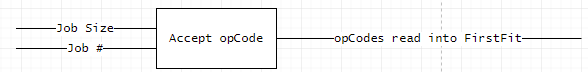 Job Size
Job #
Accept opCode
opCodes read into FirstFit